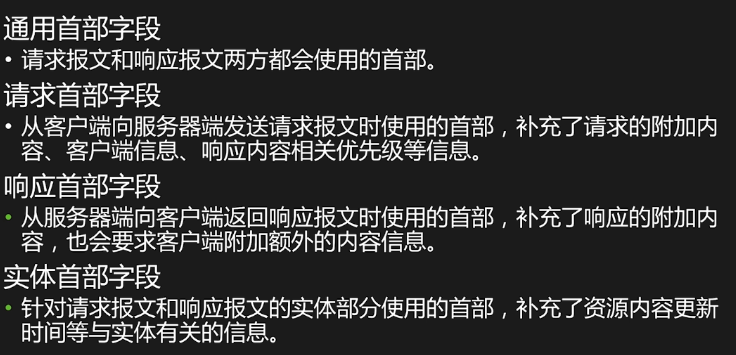 通用首部字段
• 请求报文和响应报文两方都会使用的首部。
请求首部字段
• 从客户端向服务器端发送请求报文时使用的首部，补充了请求的附加内
容、客户端信息、响应内容相关优先级等信息。
响应首部字段
• 从服务器端向客户端返回响应报文时使用的首部，补充了响应的附加内
容，也会要求客户端附加额外的内容信息。
实体首部字段
• 针对请求报文和响应报文的实体部分使用的首部，补充了资源内容更新
时间等与实体有关的信息。